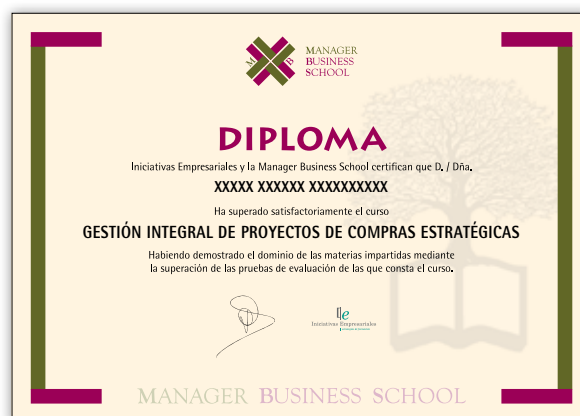 M B
MANAGER
BUSINESS
SCHOOL
DIPLOMA
Iniciativas Empresariales y la Manager Business School certifican que D. / Dña.
XXXXX XXXXXX XXXXXXXXXX
Ha superado satisfactoriamente el curso
GESTIÓN INTEGRAL DE PROYECTOS DE COMPRAS ESTRATÉGICAS
Habiendo demostrado el dominio de las materias impartidas mediante
la superación de las pruebas de evaluación de las que consta el curso.
Iniciativas Empresariales
MANAGER BUSINESS SCHOOL